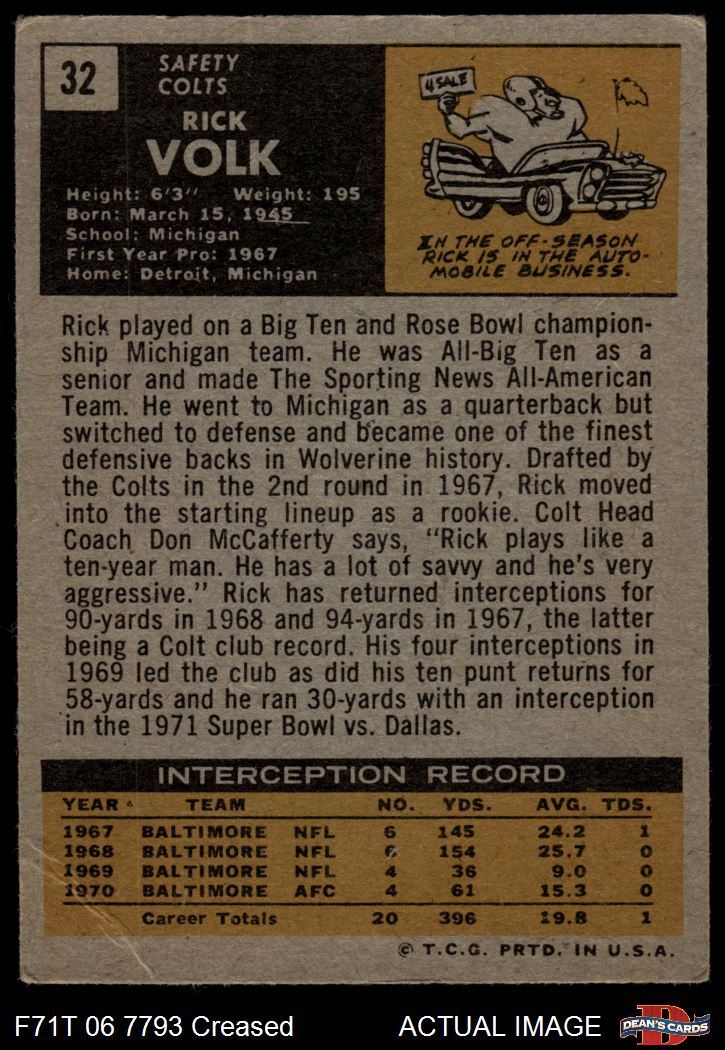 32
SAFETY
COLTS
RICK
VOLK
Height: 6'3" Weight: 195
Born: March 15, 1945
School: Michigan
First Year Pro: 1967
Home: Detroit, Michigan
4 SALE
IN THE OFF-SEASON
RICK IS IN THE AUTO-
MOBILE BUSINESS.
Rick played on a Big Ten and Rose Bowl champion-
ship Michigan team. He was All-Big Ten as a
senior and made The Sporting News All-American
Team. He went to Michigan as a quarterback but
switched to defense and became one of the finest
defensive backs in Wolverine history. Drafted by
the Colts in the 2nd round in 1967, Rick moved
into the starting lineup as a rookie. Colt Head
Coach Don McCafferty says, "Rick plays like a
ten-year man. He has a lot of savvy and he's very
aggressive." Rick has returned interceptions for
90-yards in 1968 and 94-yards in 1967, the latter
being a Colt club record. His four interceptions in
1969 led the club as did his ten punt returns for
58-yards and he ran 30-yards with an interception
in the 1971 Super Bowl vs. Dallas.
INTERCEPTION RECORD
YEAR TEAM NO. YDS. AVG. TDS.
1967 BALTIMORE NFL 6 145 24.2 1
1968 BALTIMORE NFL 6 154 25.7 0
1969 BALTIMORE NFL 4 36 9.0 0
1970 BALTIMORE AFC 4 61 15.3 0
Career Totals 20 396 19.8 1
© T.C.G. PRTD. IN U.S.A.
F71T 06 7793 Creased ACTUAL IMAGE
D
DEAN'S CARDS